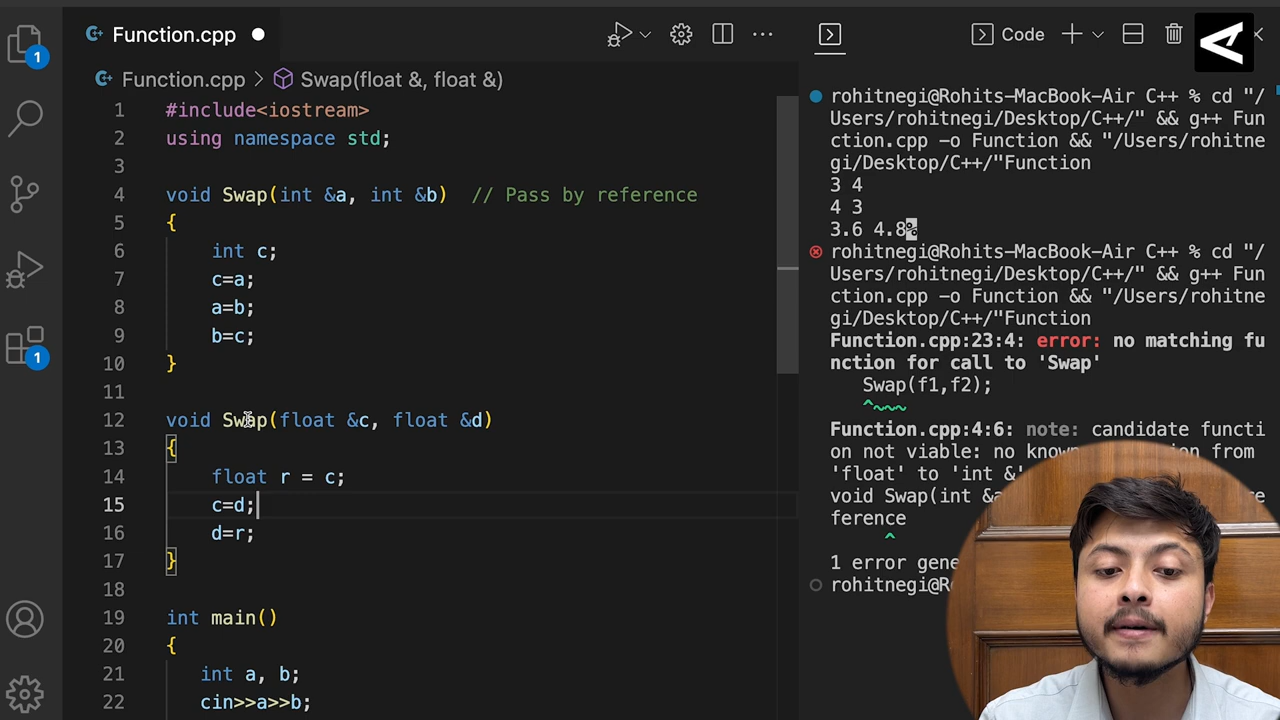 1
1
Function.cpp
Function.cpp > Swap(float &, float &)
1 #include<iostream>
2 using namespace std;
3
4 void Swap(int &a, int &b) // Pass by reference
5 {
6 int c;
7 c=a;
8 a=b;
9 b=c;
10 }
11
12 void Swap(float &c, float &d)
13 {
14 float r = c;
15 c=d;
16 d=r;
17 }
18
19 int main()
20 {
21 int a, b;
22 cin>>a>>b;
Code
rohitnegi@Rohits-MacBook-Air C++ % cd "/
Users/rohitnegi/Desktop/C++/" && g++ Fun
ction.cpp -o Function && "/Users/rohitne
gi/Desktop/C++/"Function
3 4
4 3
3.6 4.8%
rohitnegi@Rohits-MacBook-Air C++ % cd "/
Users/rohitnegi/Desktop/C++/" && g++ Fun
ction.cpp -o Function && "/Users/rohitne
gi/Desktop/C++/"Function
Function.cpp:23:4: error: no matching fu
nction for call to 'Swap'
Swap(f1,f2);
^~~~
Function.cpp:4:6: note: candidate functi
on not viable: no known from
'float' to 'int &'
void Swap(int &a re
ference
^
1 error gene
rohitnegi@R